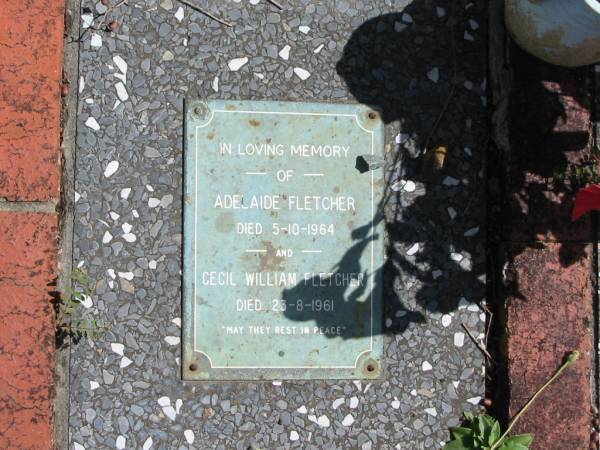 IN LOVING MEMORY
OF
ADELAIDE FLETCHER
DIED 5-10-1964
AND
CECIL WILLIAM FLETCHER
DIED 23-8-1961
"MAY THEY REST IN PEACE"